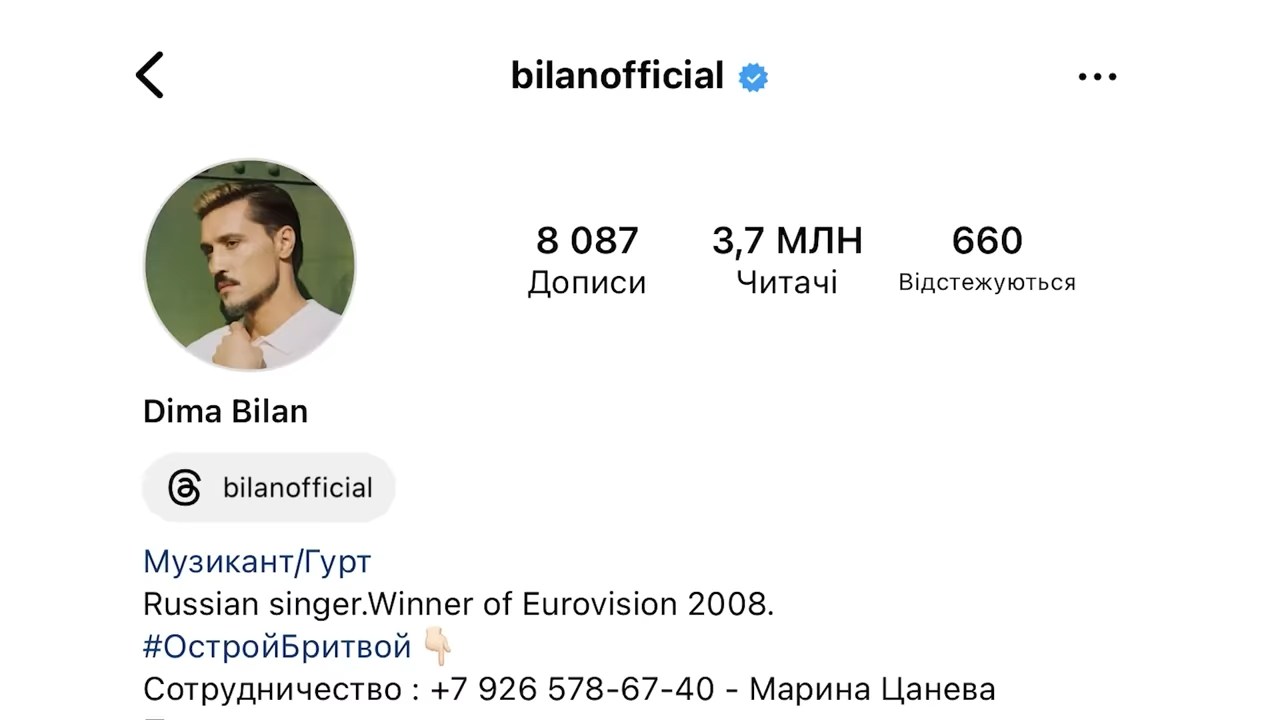 bilanofficial
8 087 3,7 МЛН 660
Дописи Читачі Відстежуються
Dima Bilan
bilanofficial
Музикант/Гурт
Russian singer.Winner of Eurovision 2008.
#ОстройБритвой
Сотрудничество : +7 926 578-67-40 - Марина Цанева